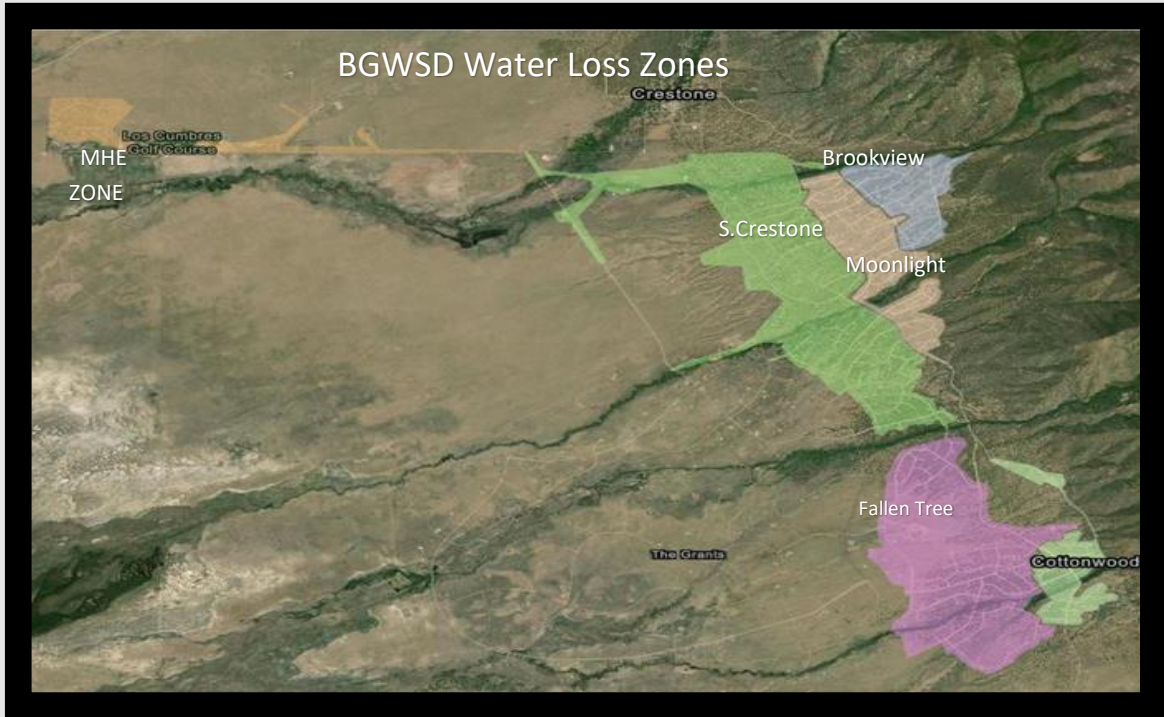 BGWSD Water Loss Zones
Crestone
Los Cumbres
Golf Course
MHE
ZONE
Brookview
S.Crestone
Moonlight
Fallen Tree
The Grants
Cottonwood